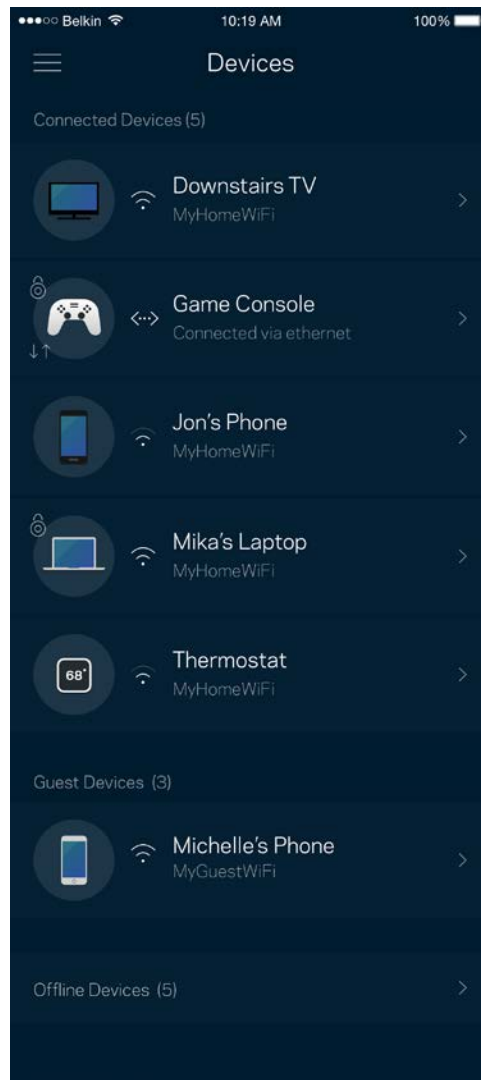 Belkin 10:19 AM 100%
Devices
Connected Devices (5)
Downstairs TV
MyHomeWiFi
Game Console
Connected via ethernet
Jon's Phone
MyHomeWiFi
Mika's Laptop
MyHomeWiFi
68°
Thermostat
MyHomeWiFi
Guest Devices (3)
Michelle's Phone
MyGuestWiFi
Offline Devices (5)